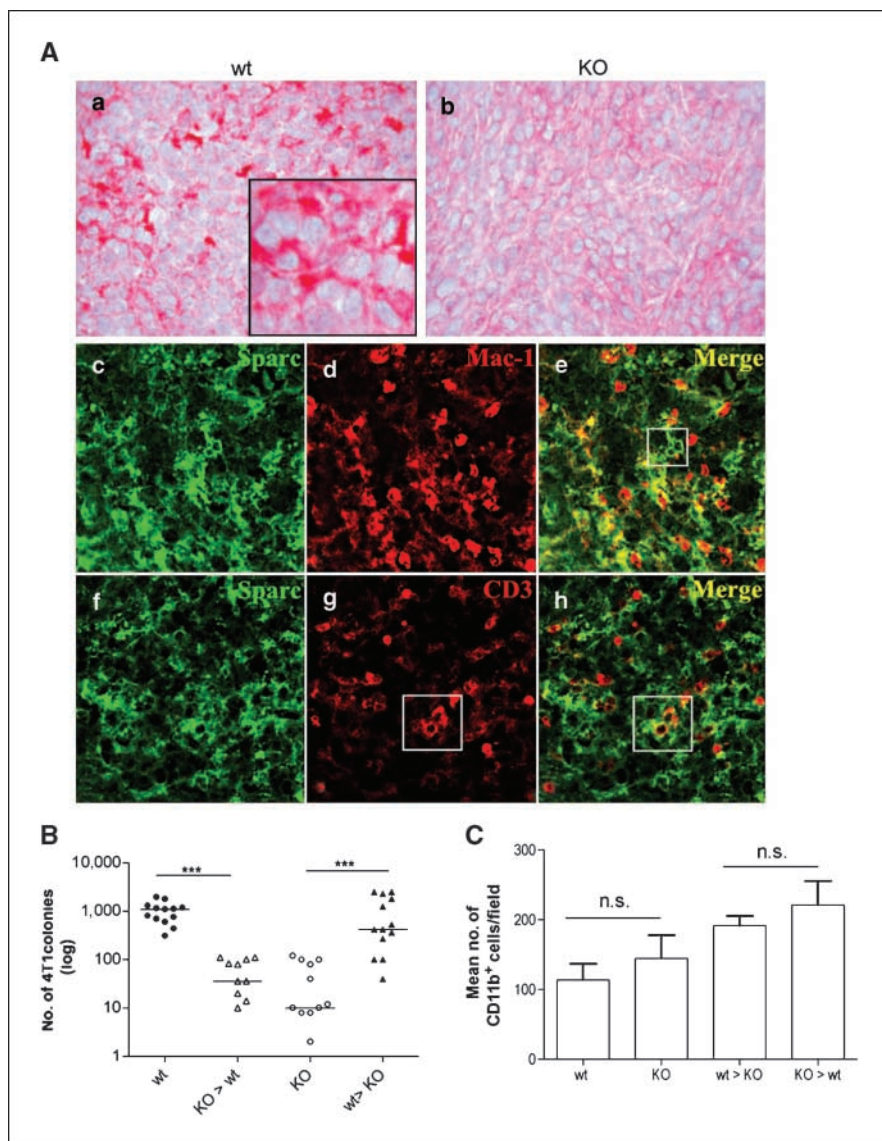 A
wt KO
a b
c Sparc d Mac-1 e Merge
f Sparc g CD3 h Merge
B
10,000
1,000
100
10
1
No. of 4T1colonies
(log)
***
***
wt KO > wt KO wt> KO
C
300
200
100
0
Mean no. of
CD11b+ cells/field
n.s.
n.s.
wt KO wt > KO KO > wt